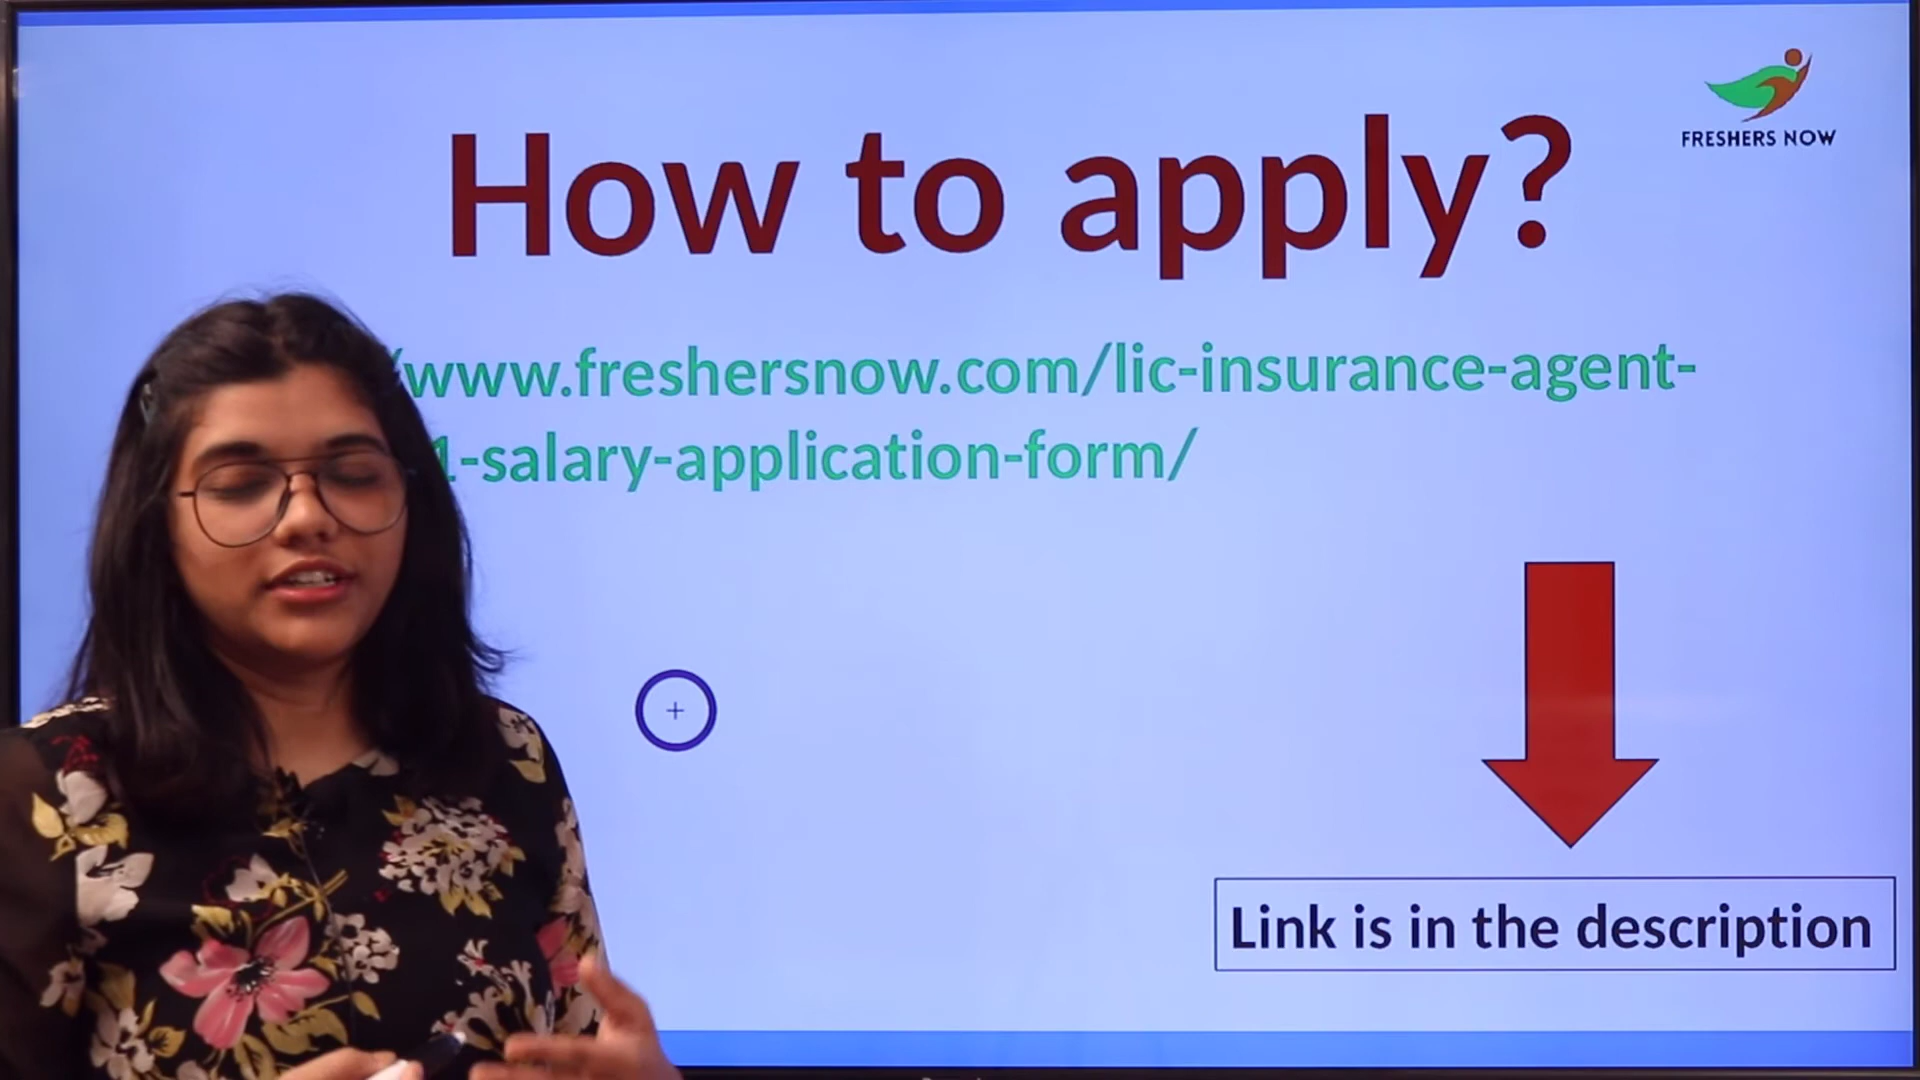 How to apply?
FRESHERS NOW
/www.freshersnow.com/lic-insurance-agent-
1-salary-application-form/
Link is in the description